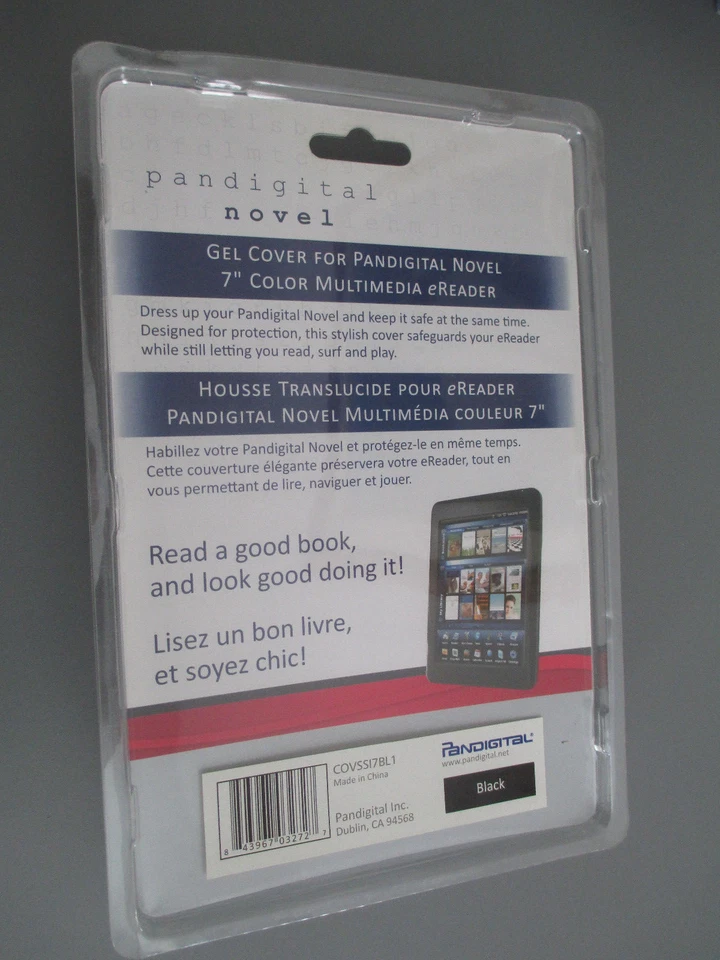 pandigital
novel
GEL COVER FOR PANDIGITAL NOVEL
7" COLOR MULTIMEDIA eREADER
Dress up your Pandigital Novel and keep it safe at the same time.
Designed for protection, this stylish cover safeguards your eReader
while still letting you read, surf and play.
HOUSSE TRANSLUCIDE POUR eREADER
PANDIGITAL NOVEL MULTIMÉDIA COULEUR 7"
Habillez votre Pandigital Novel et protégez-le en même temps.
Cette couverture élégante préservera votre eReader, tout en
vous permettant de lire, naviguer et jouer.
Read a good book,
and look good doing it!
Lisez un bon livre,
et soyez chic!
COVSSI7BL1
Made in China
Pandigital Inc.
Dublin, CA 94568
8 43967 03272 7
PANDIGITAL®
www.pandigital.net
Black